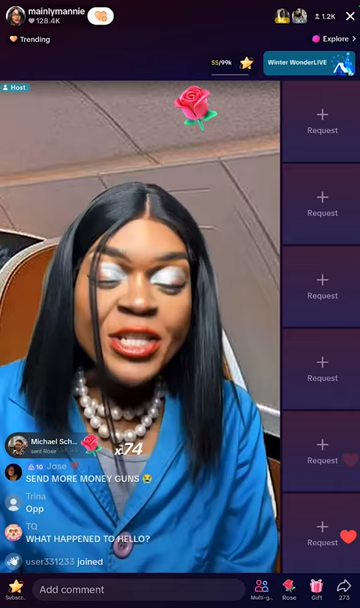 mainlymannie
128.4K
1.2K
Trending
Explore
55/99k
Winter WonderLIVE
Host
Request
Request
Request
Request
Request
Request
Michael Sch...
sent Rose
x74
10 Jose
SEND MORE MONEY GUNS
Trina
Opp
TQ
WHAT HAPPENED TO HELLO?
user331233 joined
Subscr...
Add comment
Multi-g...
Rose
Gift
273